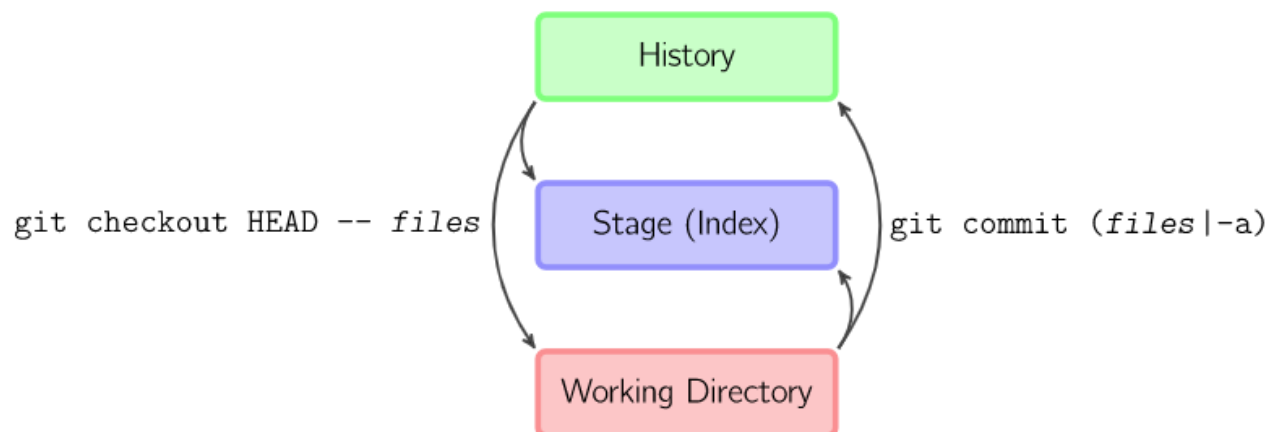 History
git checkout HEAD -- files
Stage (Index)
git commit (files|-a)
Working Directory